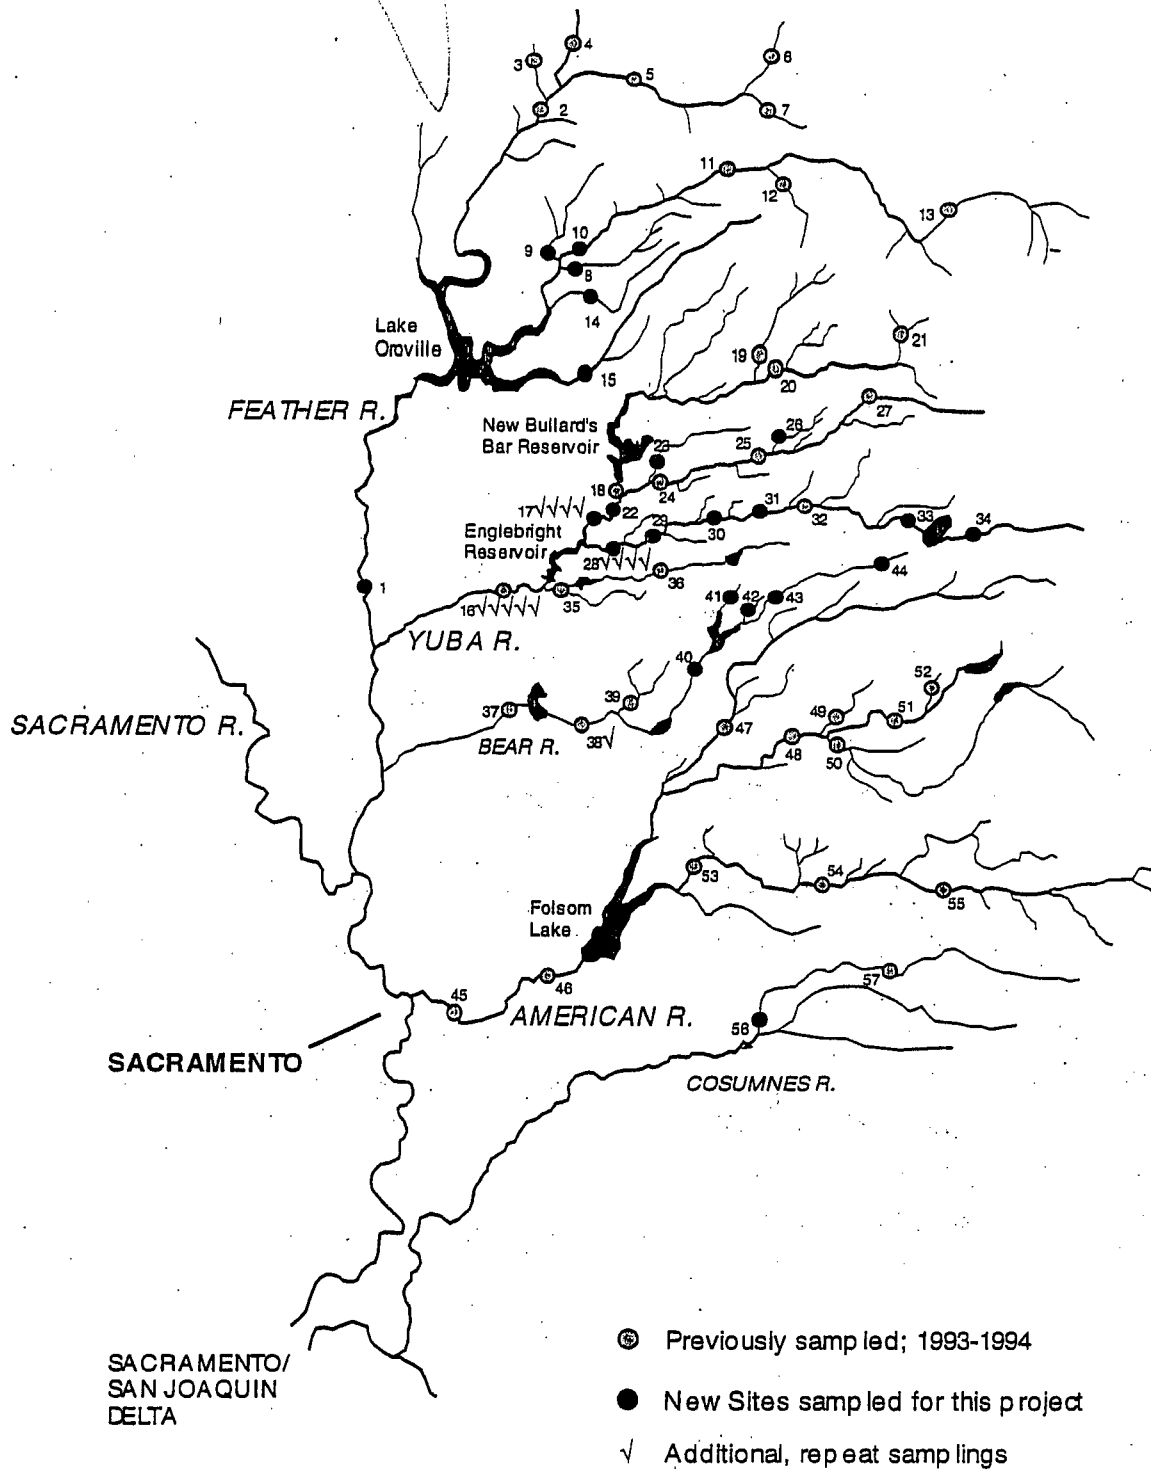 4
3
5
6
2
7
11
12
13
10
9
8
14
Lake
Oroville
15
19
20
21
FEATHER R.
New Bullard's
Bar Reservoir
27
26
25
23
24
18
17√√√√
22
Englebright
Reservoir
29
28√√√√
30
31
32
33
34
36
44
1
16√√√√√
35
41
42
43
YUBA R.
40
SACRAMENTO R.
37
39
38√
BEAR R.
47
52
49
51
48
50
53
54
55
Folsom
Lake
57
46
45
AMERICAN R.
56
SACRAMENTO
COSUMNES R.
SACRAMENTO/
SAN JOAQUIN
DELTA
Previously sampled; 1993-1994
New Sites sampled for this project
√ Additional, repeat samplings